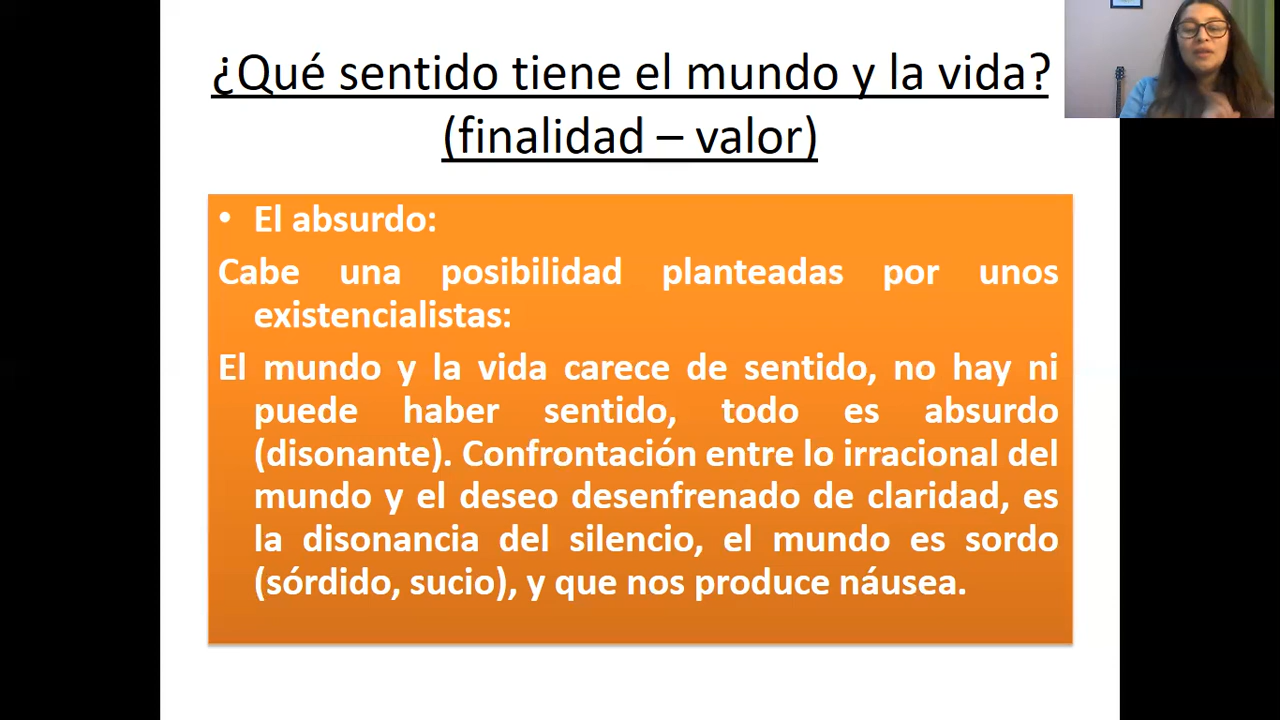 ¿Qué sentido tiene el mundo y la vida?
(finalidad – valor)
• El absurdo:
Cabe una posibilidad planteadas por unos
existencialistas:
El mundo y la vida carece de sentido, no hay ni
puede haber sentido, todo es absurdo
(disonante). Confrontación entre lo irracional del
mundo y el deseo desenfrenado de claridad, es
la disonancia del silencio, el mundo es sordo
(sórdido, sucio), y que nos produce náusea.